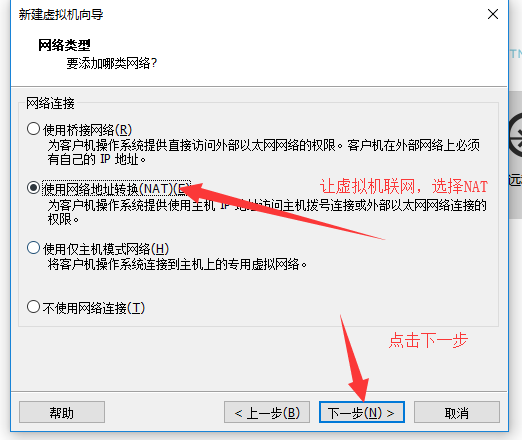 新建虚拟机向导
网络类型
要添加哪类网络?
网络连接
使用桥接网络(R)
为客户机操作系统提供直接访问外部以太网网络的权限。客户机在外部网络上必须
有自己的 IP 地址。
使用网络地址转换(NAT)(E)
让虚拟机联网，选择NAT
为客户机操作系统提供使用主机 IP 地址访问主机拨号连接或外部以太网网络连接的
权限。
使用仅主机模式网络(H)
将客户机操作系统连接到主机上的专用虚拟网络。
不使用网络连接(T)
点击下一步
帮助
< 上一步(B)
下一步(N) >
取消
远